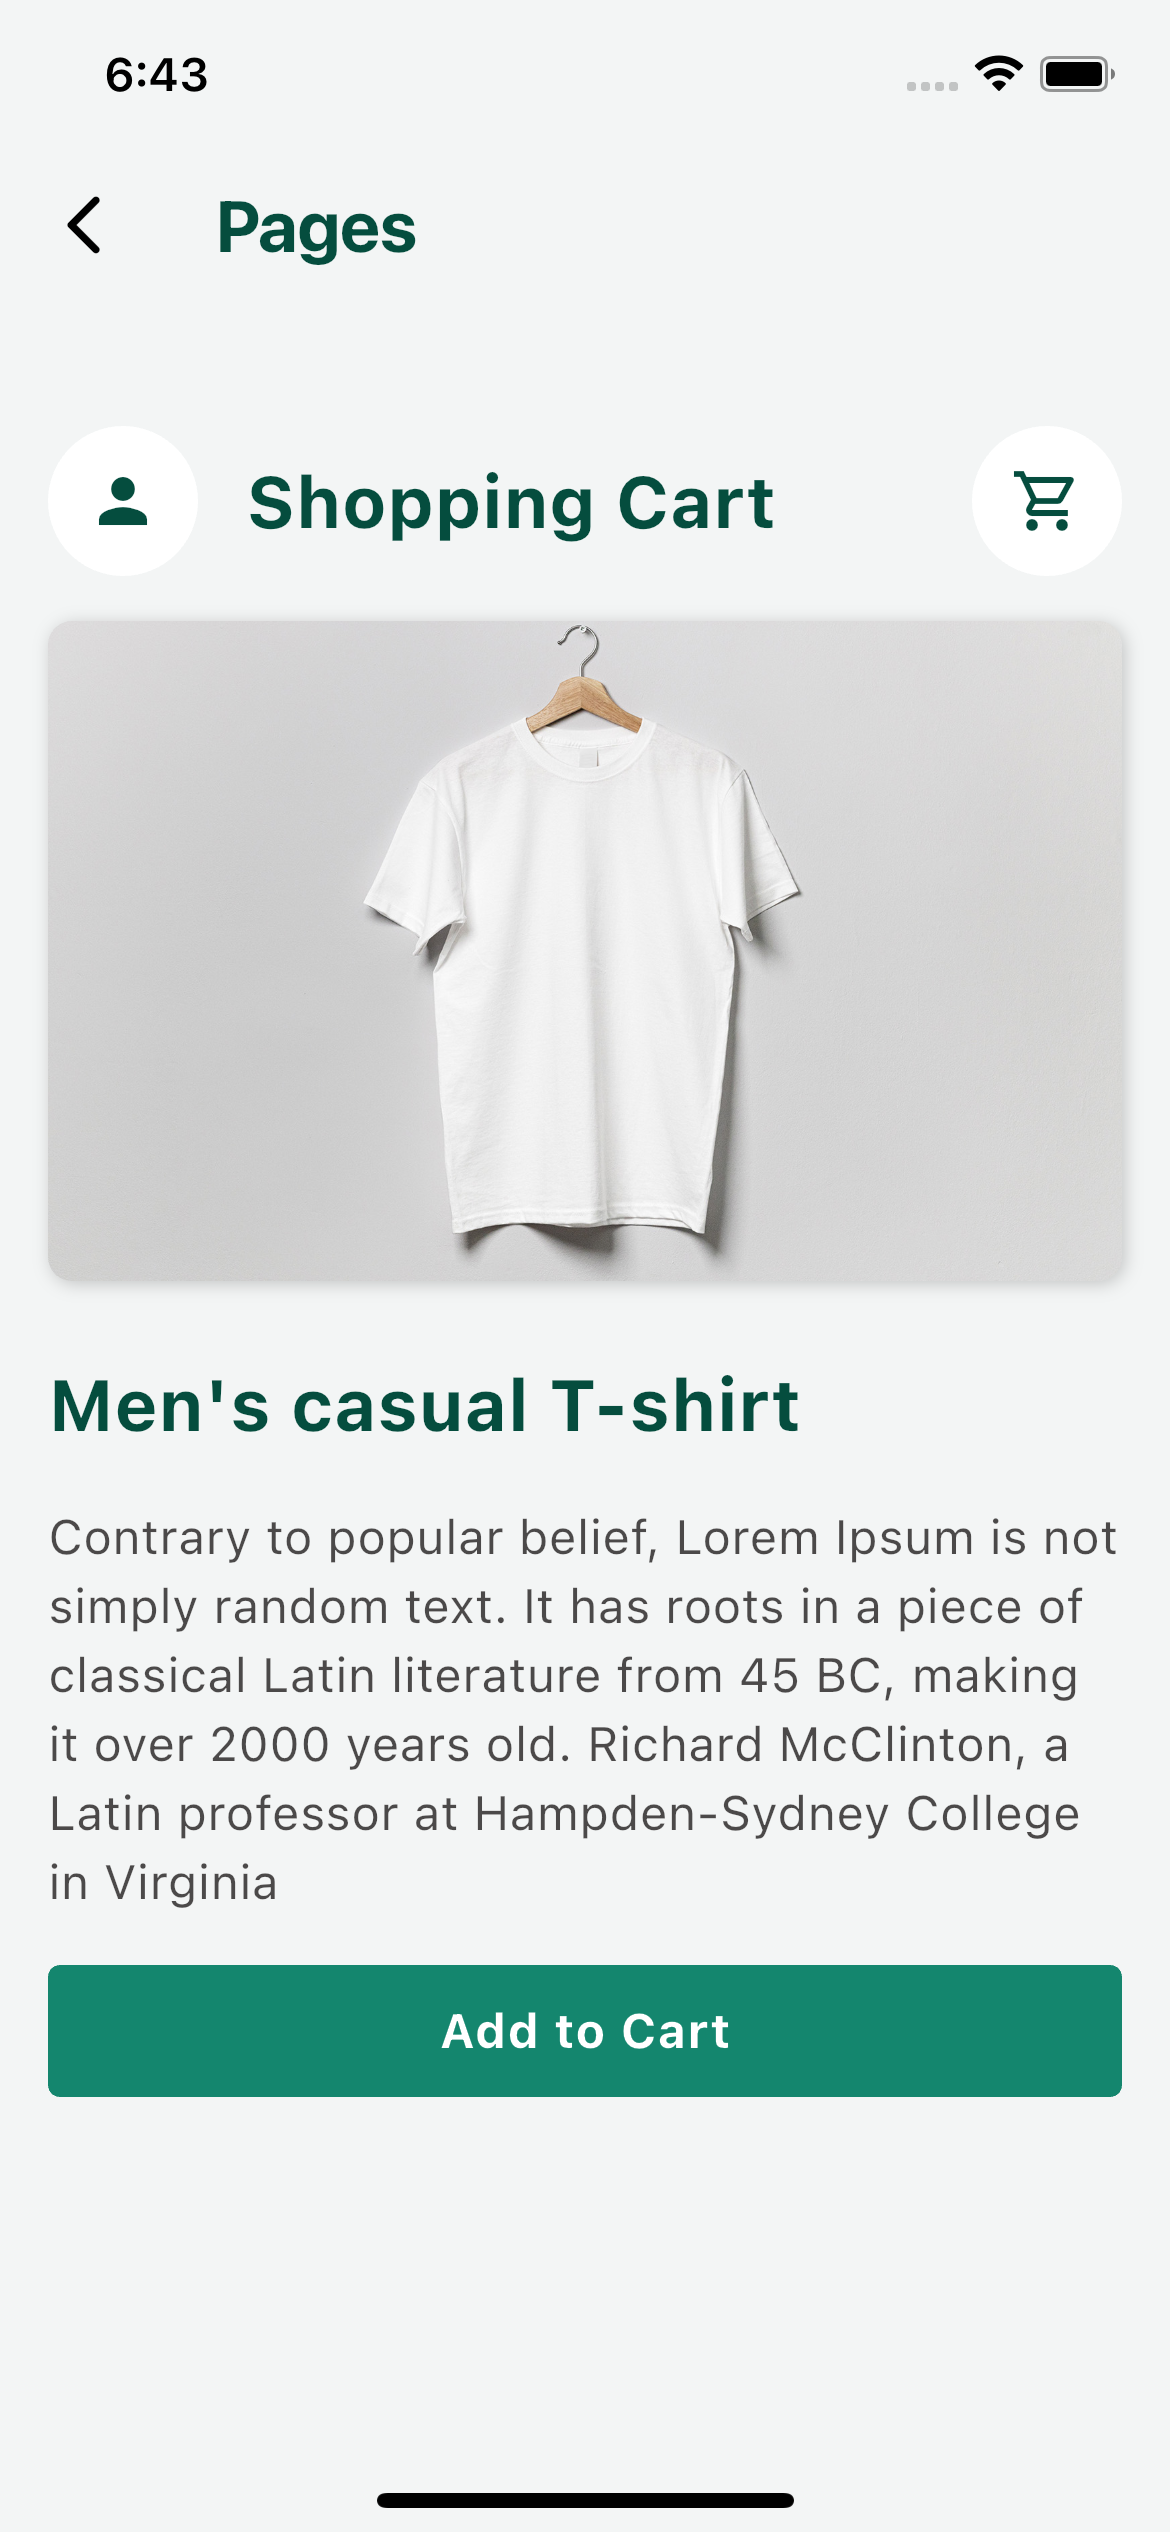 6:43
Pages
Shopping Cart
Men's casual T-shirt
Contrary to popular belief, Lorem Ipsum is not
simply random text. It has roots in a piece of
classical Latin literature from 45 BC, making
it over 2000 years old. Richard McClinton, a
Latin professor at Hampden-Sydney College
in Virginia
Add to Cart